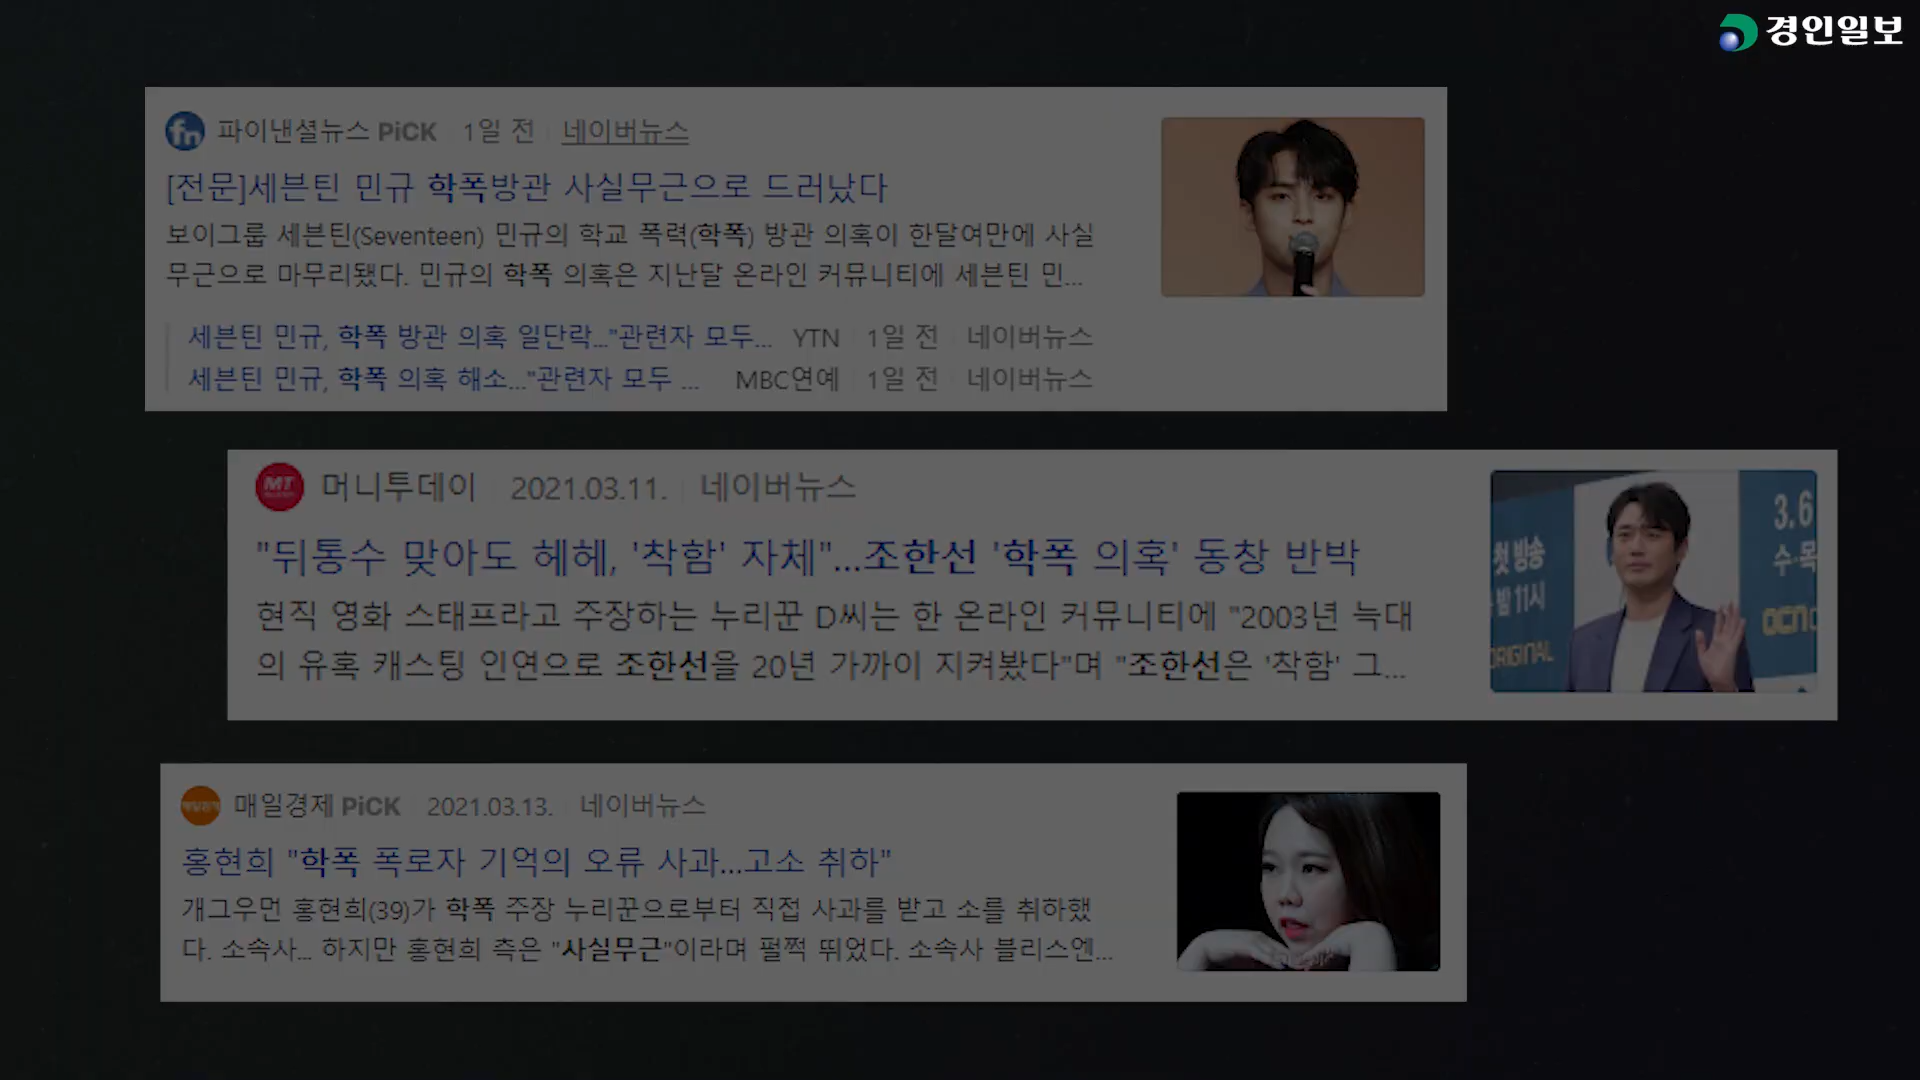 경인일보
fn 파이낸셜뉴스 PiCK 1일 전 네이버뉴스
[전문]세븐틴 민규 학폭방관 사실무근으로 드러났다
보이그룹 세븐틴(Seventeen) 민규의 학교 폭력(학폭) 방관 의혹이 한달여만에 사실
무근으로 마무리됐다. 민규의 학폭 의혹은 지난달 온라인 커뮤니티에 세븐틴 민...
세븐틴 민규, 학폭 방관 의혹 일단락..."관련자 모두... YTN 1일 전 네이버뉴스
세븐틴 민규, 학폭 의혹 해소..."관련자 모두 ... MBC연예 1일 전 네이버뉴스
MT 머니투데이 2021.03.11. 네이버뉴스
"뒤통수 맞아도 헤헤, '착함' 자체"...조한선 '학폭 의혹' 동창 반박
현직 영화 스태프라고 주장하는 누리꾼 D씨는 한 온라인 커뮤니티에 "2003년 늑대
의 유혹 캐스팅 인연으로 조한선을 20년 가까이 지켜봤다"며 "조한선은 '착함' 그...
3.6
첫 방송
수·목
밤 11시
OCN
ORIGINAL
매일경제 PiCK 2021.03.13. 네이버뉴스
홍현희 "학폭 폭로자 기억의 오류 사과...고소 취하"
개그우먼 홍현희(39)가 학폭 주장 누리꾼으로부터 직접 사과를 받고 소를 취하했
다. 소속사... 하지만 홍현희 측은 "사실무근"이라며 펄쩍 뛰었다. 소속사 블리스엔...